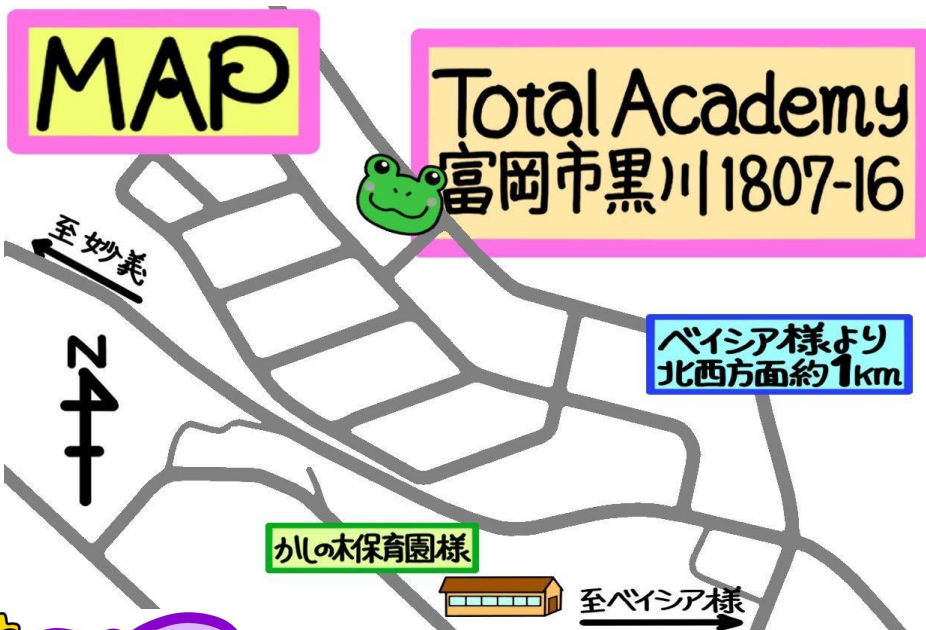 MAP
Total Academy
富岡市黒川1807-16
至妙義
N
ベイシア様より
北西方面約1km
かしの木保育園様
至ベイシア様